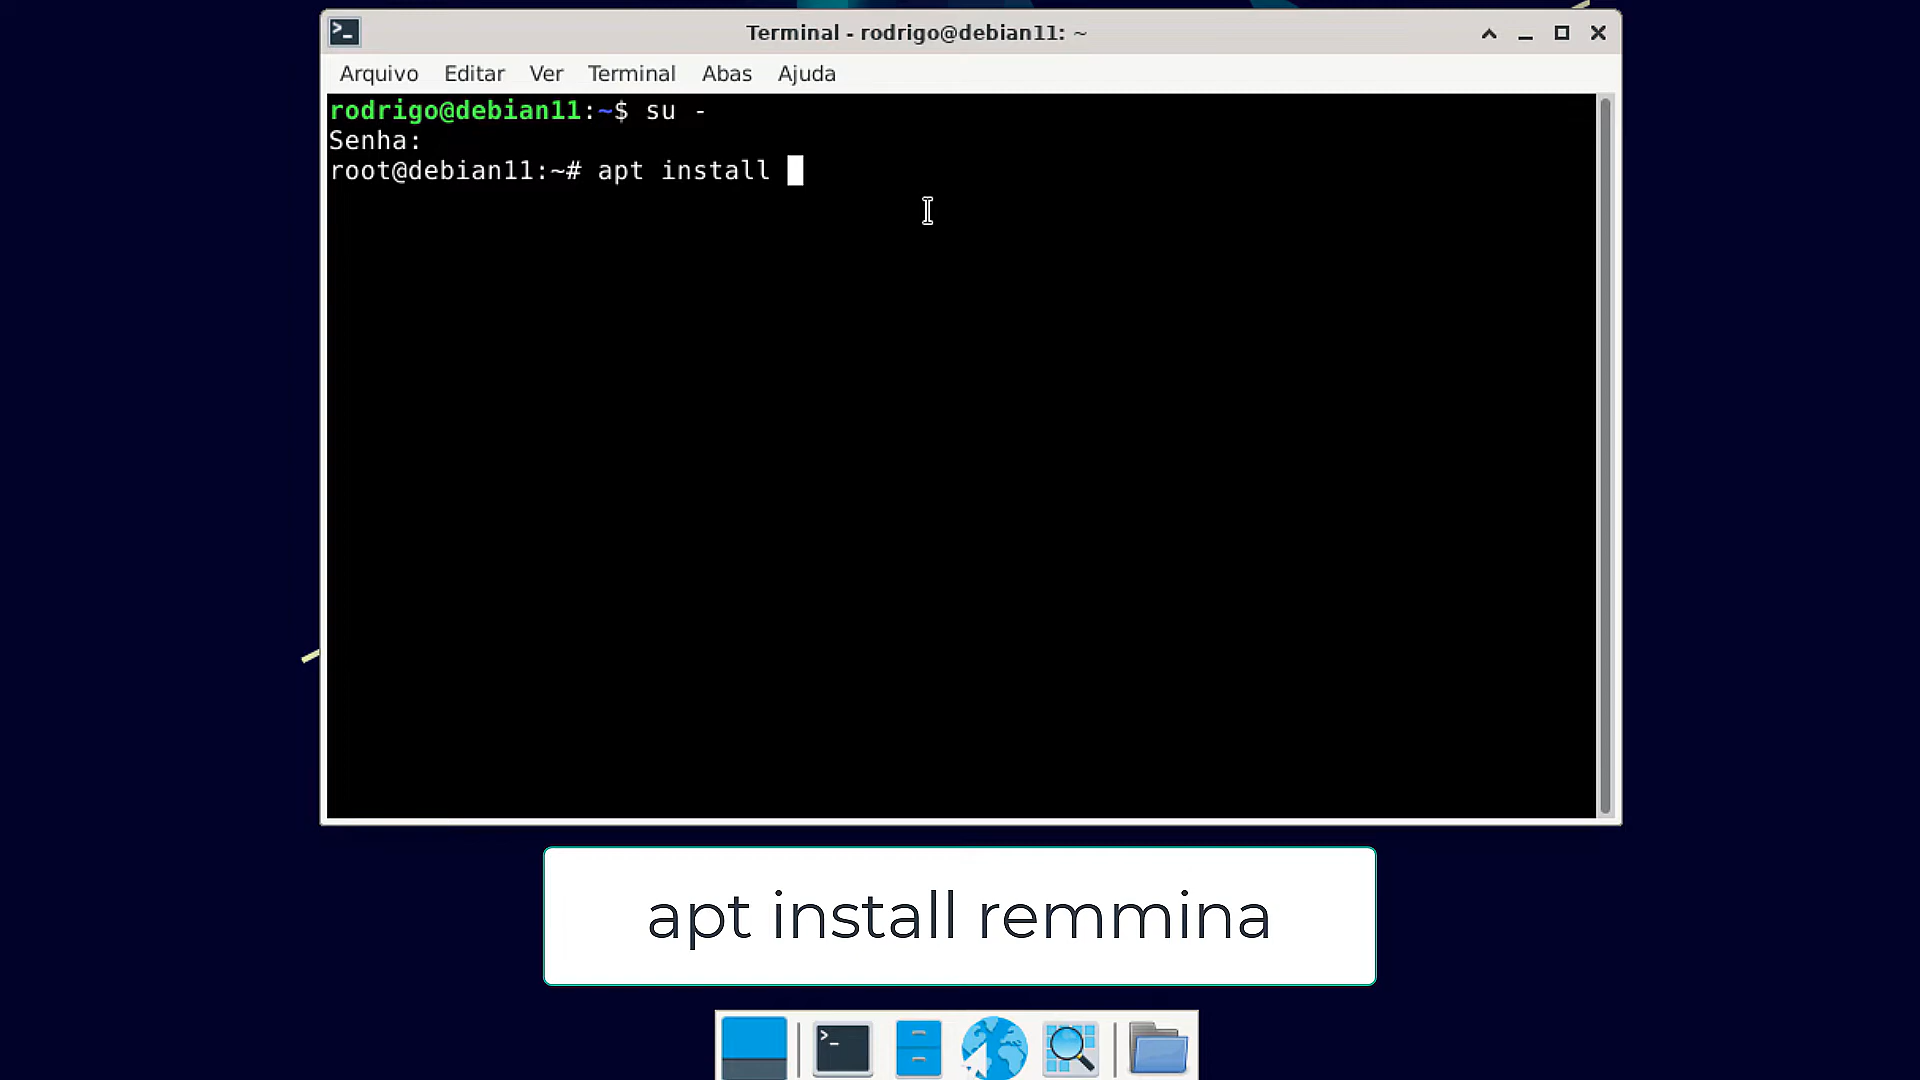 Terminal - rodrigo@debian11: ~
Arquivo Editar Ver Terminal Abas Ajuda
rodrigo@debian11:~$ su -
Senha:
root@debian11:~# apt install
apt install remmina